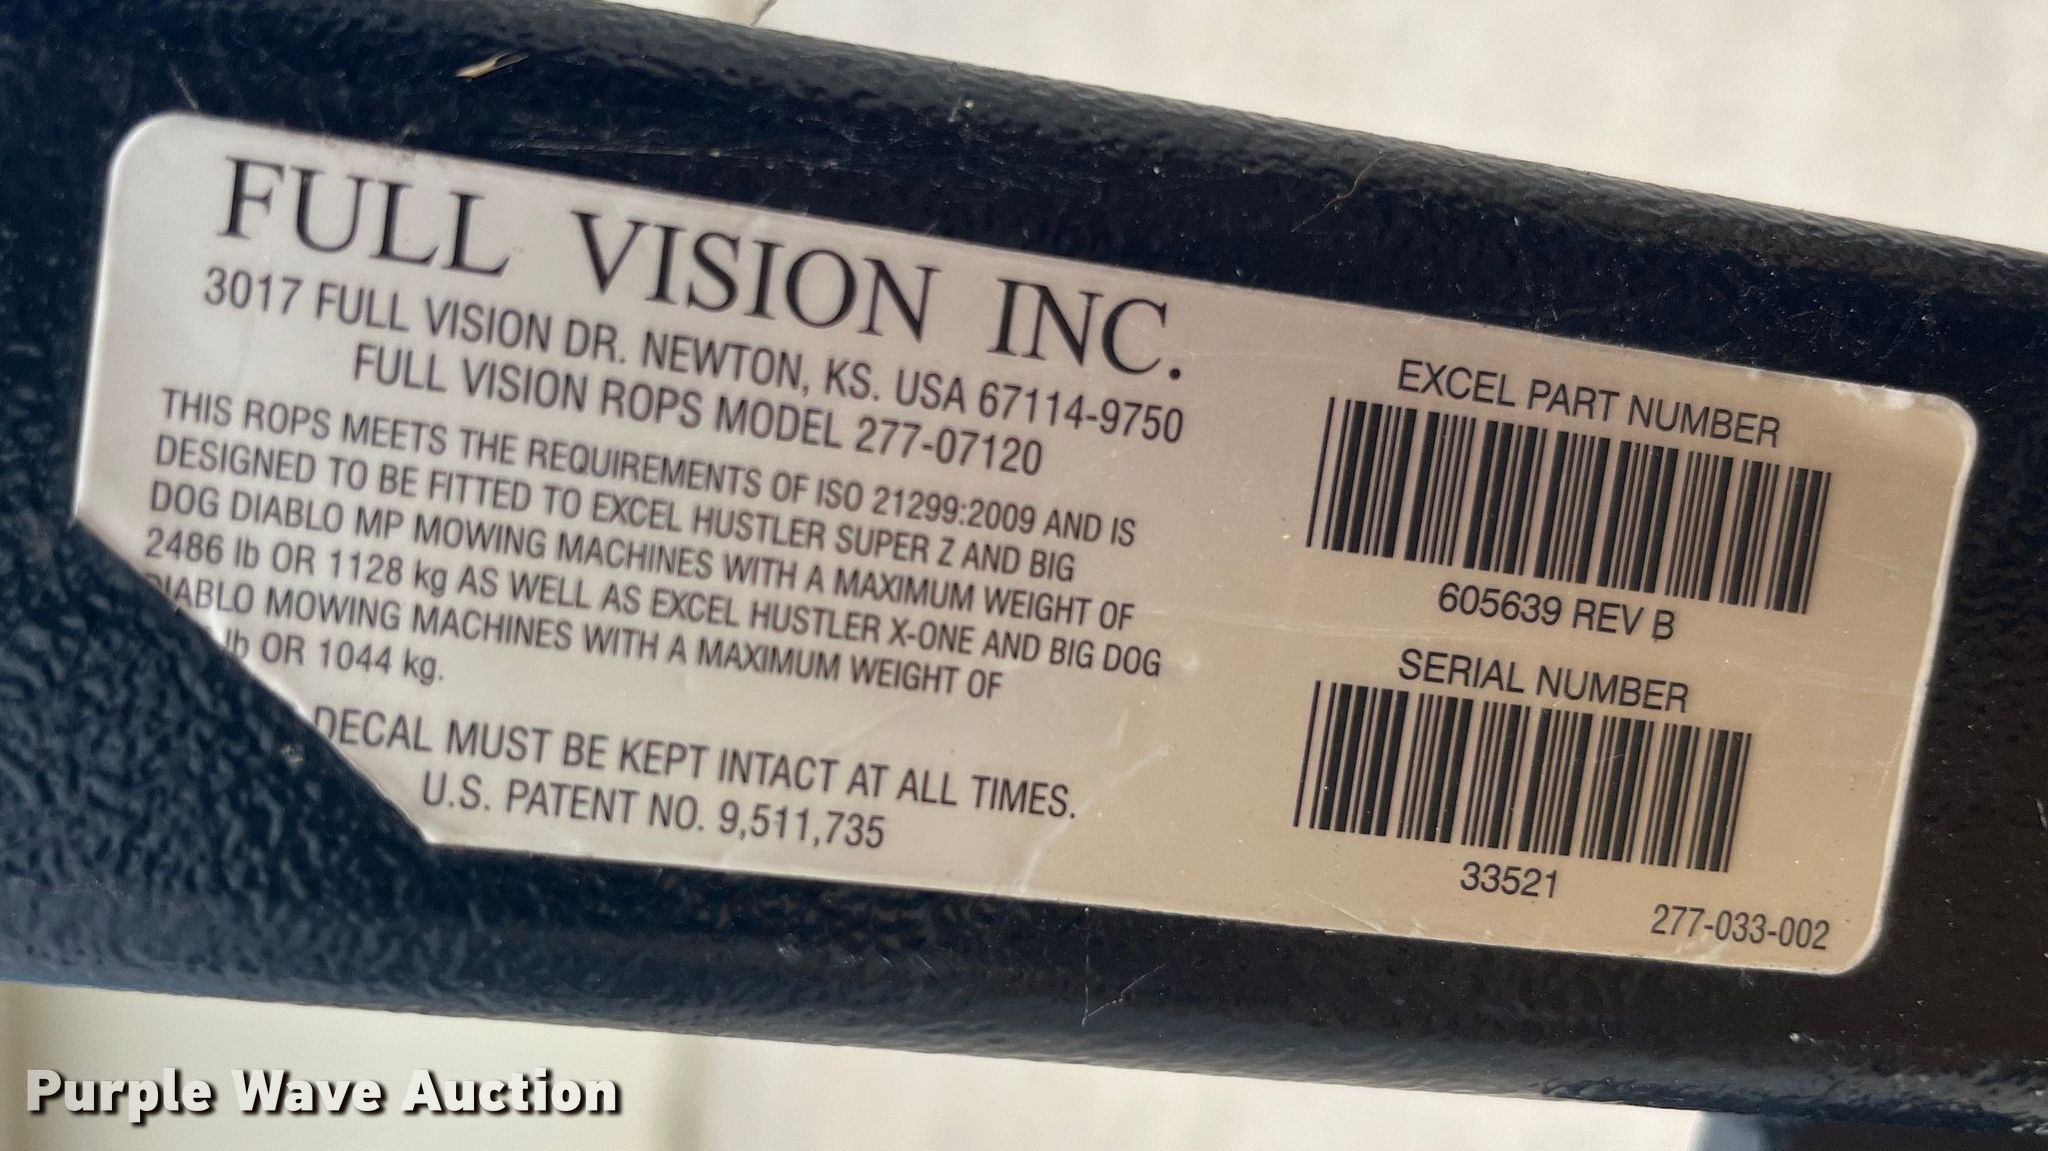 FULL VISION INC.
3017 FULL VISION DR. NEWTON, KS. USA 67114-9750
FULL VISION ROPS MODEL 277-07120
THIS ROPS MEETS THE REQUIREMENTS OF ISO 21299:2009 AND IS
DESIGNED TO BE FITTED TO EXCEL HUSTLER SUPER Z AND BIG
DOG DIABLO MP MOWING MACHINES WITH A MAXIMUM WEIGHT OF
2486 lb OR 1128 kg AS WELL AS EXCEL HUSTLER X-ONE AND BIG DOG
DIABLO MOWING MACHINES WITH A MAXIMUM WEIGHT OF
lb OR 1044 kg.
DECAL MUST BE KEPT INTACT AT ALL TIMES.
U.S. PATENT NO. 9,511,735
EXCEL PART NUMBER
605639 REV B
SERIAL NUMBER
33521
277-033-002
Purple Wave Auction